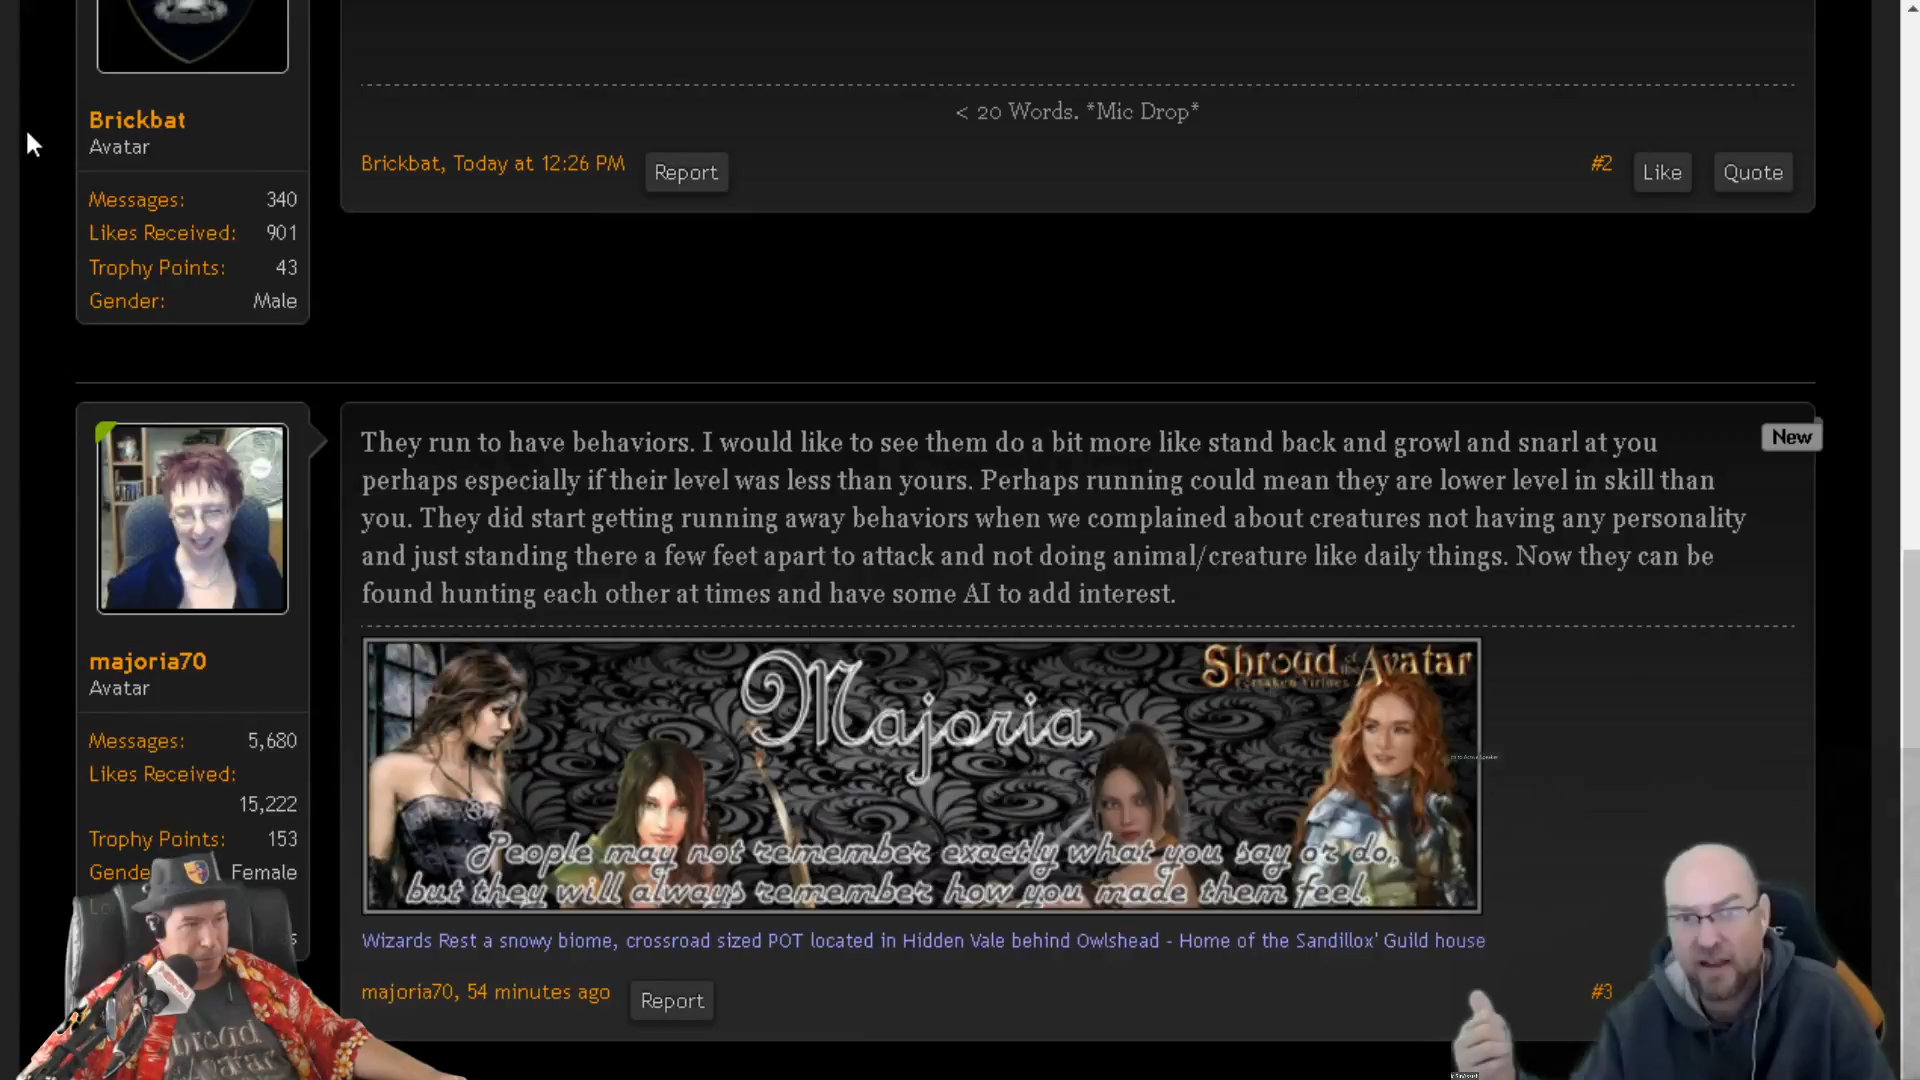 Brickbat
Avatar
Messages: 340
Likes Received: 901
Trophy Points: 43
Gender: Male
< 20 Words. *Mic Drop*
Brickbat, Today at 12:26 PM
Report
#2
Like
Quote
majoria70
Avatar
Messages: 5,680
Likes Received:
15,222
Trophy Points: 153
Female
They run to have behaviors. I would like to see them do a bit more like stand back and growl and snarl at you
perhaps especially if their level was less than yours. Perhaps running could mean they are lower level in skill than
you. They did start getting running away behaviors when we complained about creatures not having any personality
and just standing there a few feet apart to attack and not doing animal/creature like daily things. Now they can be
found hunting each other at times and have some AI to add interest.
New
Majoria
Shroud of the Avatar
Forsaken Virtues
People may not remember exactly what you say or do,
but they will always remember how you made them feel.
Wizards Rest a snowy biome, crossroad sized POT located in Hidden Vale behind Owlshead - Home of the Sandillox' Guild house
majoria70, 54 minutes ago
Report
#3